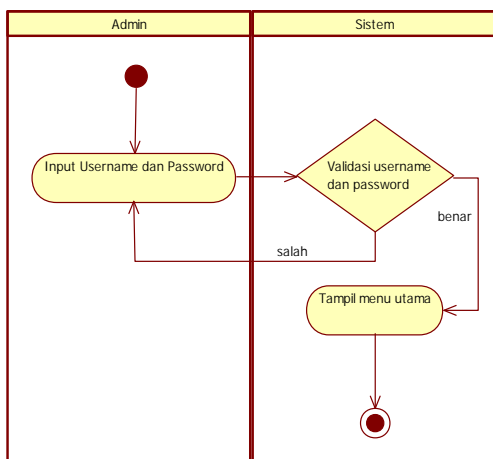 Admin
Sistem
Input Username dan Password
Validasi username
dan password
benar
salah
Tampil menu utama